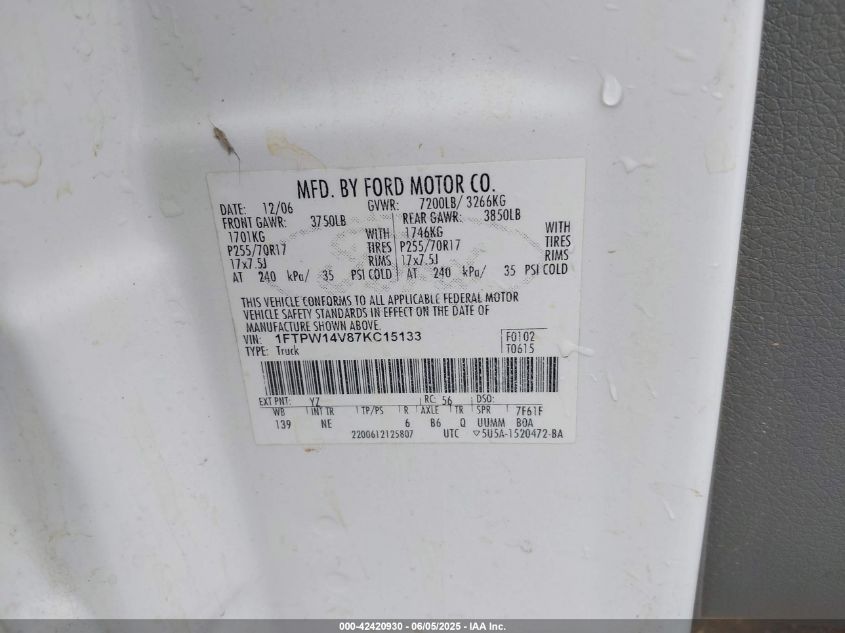 MFD. BY FORD MOTOR CO.
DATE: 12/06 GVWR: 7200LB/ 3266KG
FRONT GAWR: 3750LB REAR GAWR: 3850LB
1701KG WITH 1746KG WITH
P255/70R17 TIRES P255/70R17 TIRES
17x7.5J RIMS 17x7.5J RIMS
AT 240 kPa/ 35 PSI COLD AT 240 kPa/ 35 PSI COLD
THIS VEHICLE CONFORMS TO ALL APPLICABLE FEDERAL MOTOR
VEHICLE SAFETY STANDARDS IN EFFECT ON THE DATE OF
MANUFACTURE SHOWN ABOVE.
VIN: 1FTPW14V87KC15133 F0102
TYPE: Truck T0615
EXT PNT: YZ RC: 56 DSO:
WB INT TR TP/PS R AXLE TR SPR 7F61F
139 NE 6 B6 Q UUMM BOA
2200612125807 UTC ▽5U5A-1520472-BA
000-42420930 - 06/05/2025 - IAA Inc.